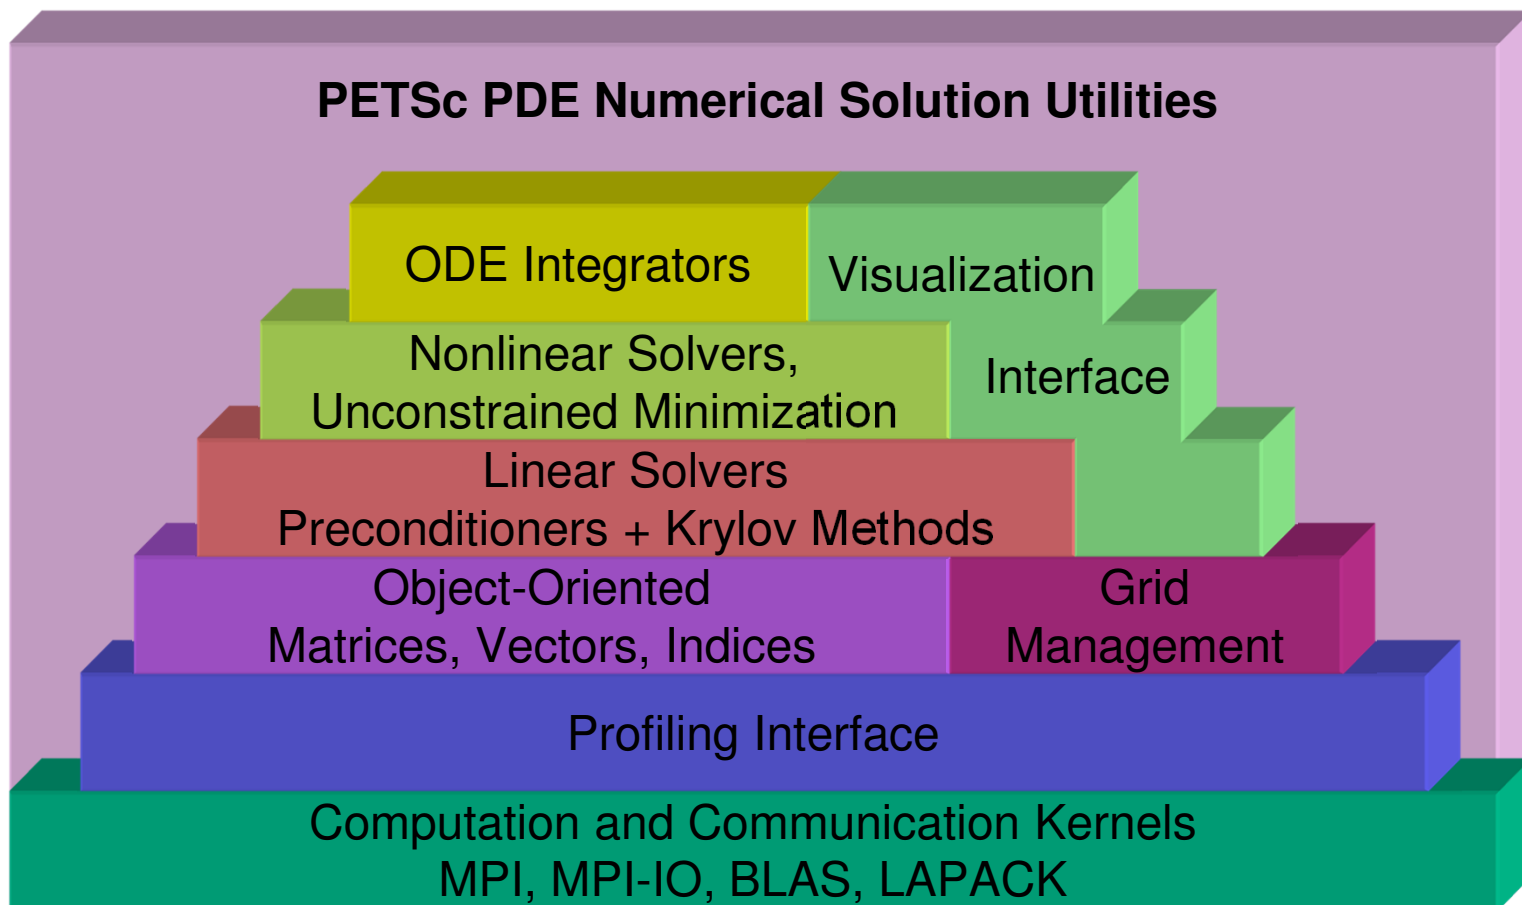 PETSc PDE Numerical Solution Utilities
ODE Integrators
Visualization
Interface
Nonlinear Solvers,
Unconstrained Minimization
Linear Solvers
Preconditioners + Krylov Methods
Object-Oriented
Matrices, Vectors, Indices
Grid
Management
Profiling Interface
Computation and Communication Kernels
MPI, MPI-IO, BLAS, LAPACK